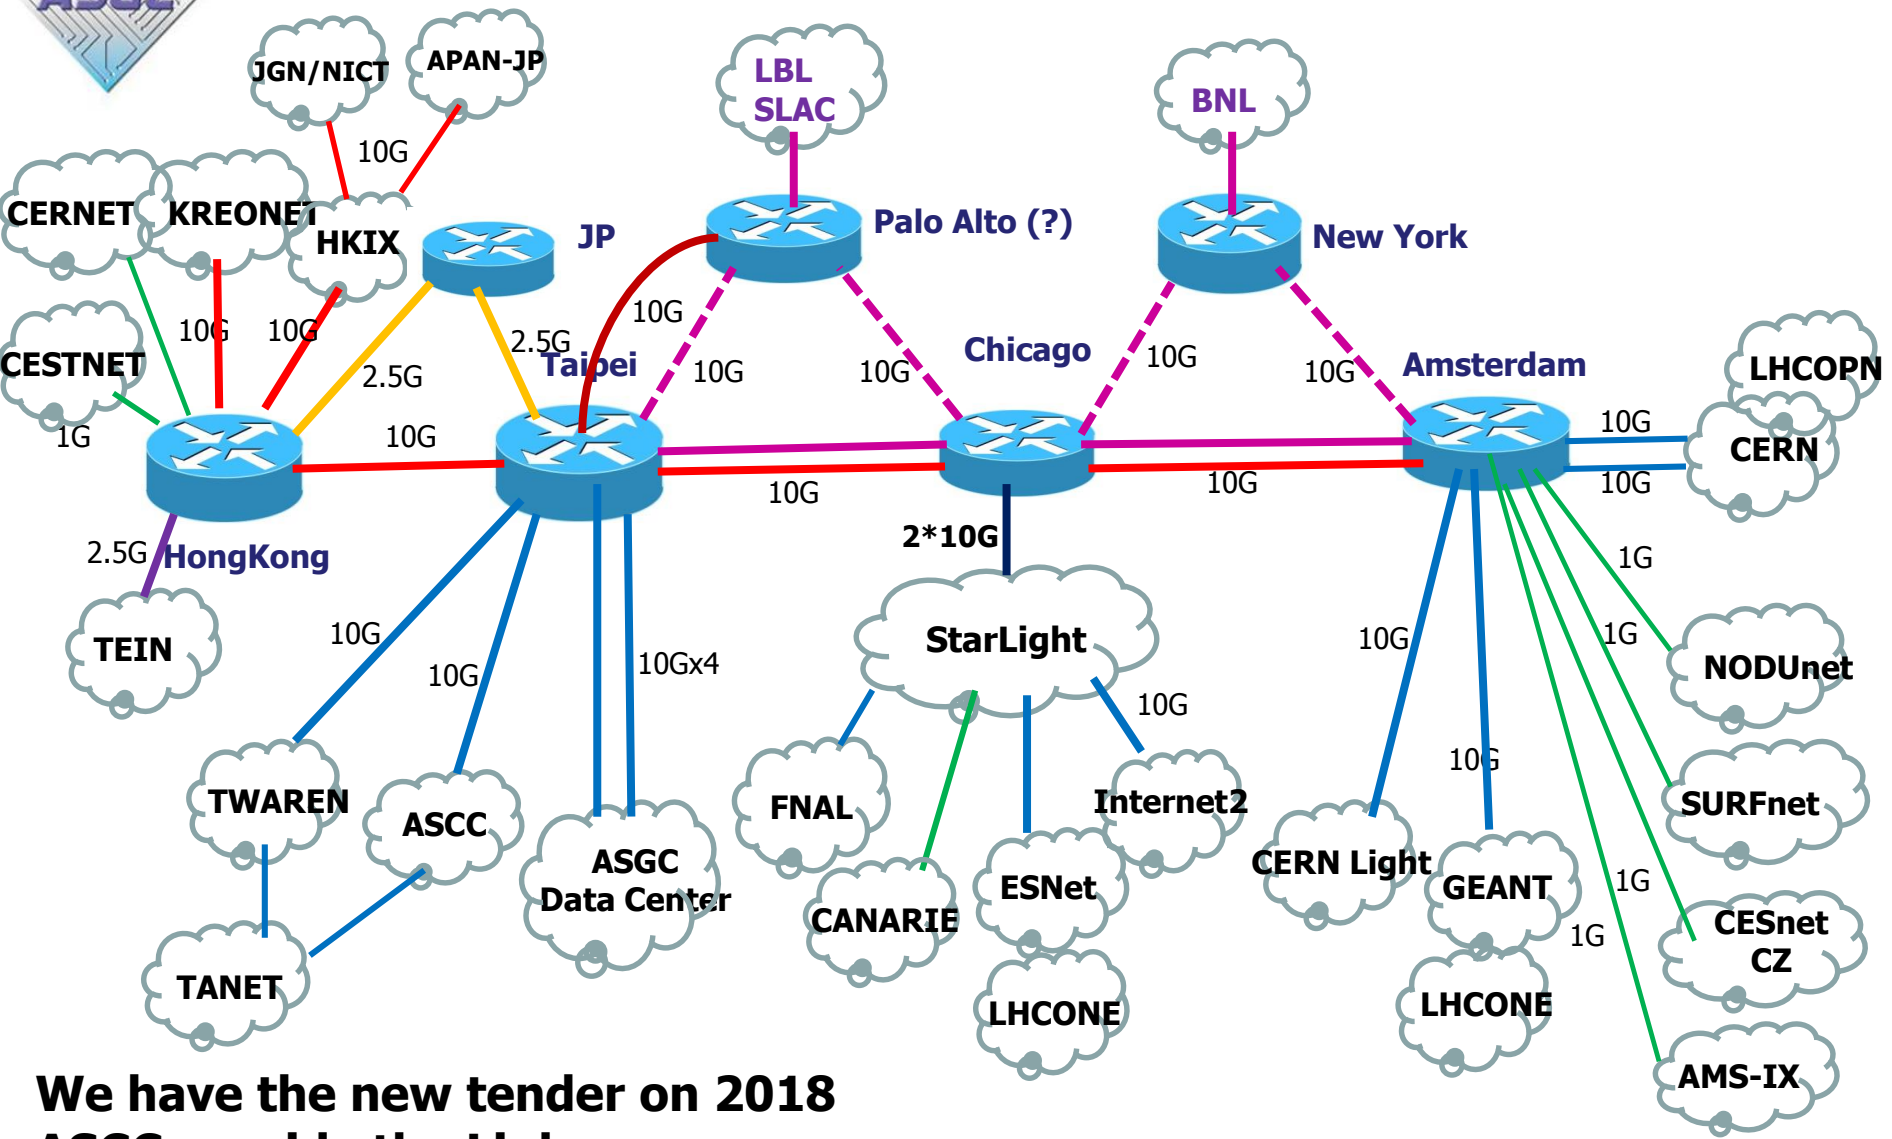 JGN/NICT
APAN-JP
LBL
SLAC
BNL
10G
CERNET
KREONET
HKIX
JP
Palo Alto (?)
New York
10G
10G
10G
2.5G
Taipei
Chicago
10G
CESTNET
2.5G
10G
10G
10G
Amsterdam
LHCOPN
1G
10G
10G
CERN
10G
10G
10G
2*10G
2.5G
HongKong
1G
TEIN
10G
10G
10Gx4
StarLight
10G
10G
1G
NODUnet
10G
TWAREN
ASCC
ASGC
Data Center
FNAL
Internet2
CANARIE
ESNet
LHCONE
CERN Light
GEANT
LHCONE
SURFnet
1G
1G
CESnet
CZ
AMS-IX
TANET
We have the new tender on 2018